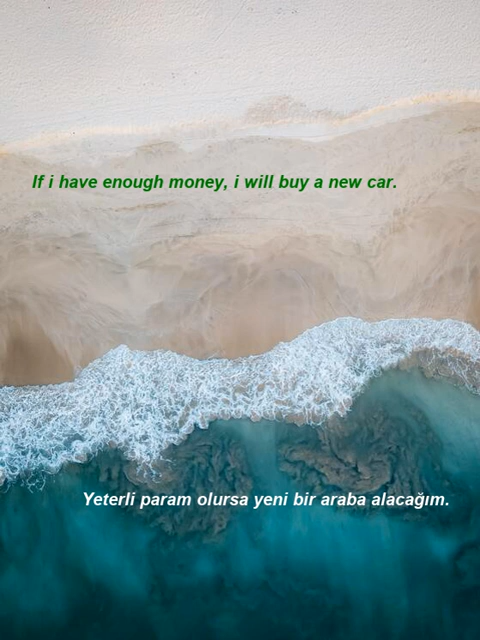 If i have enough money, i will buy a new car.
Yeterli param olursa yeni bir araba alacağım.